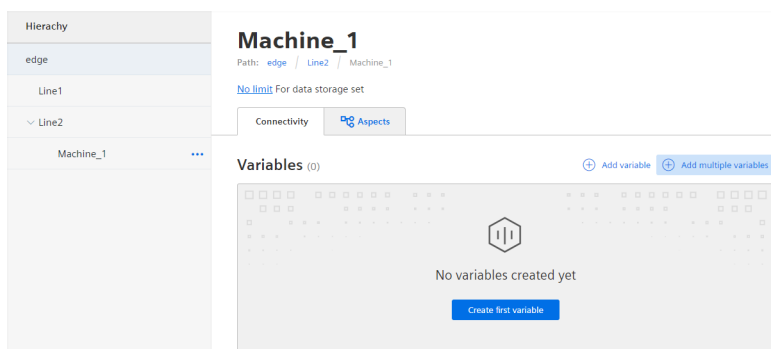 Hierachy
edge
Line1
Line2
Machine_1
Machine_1
Path: edge / Line2 / Machine_1
No limit For data storage set
Connectivity Aspects
Variables (0) Add variable Add multiple variables
No variables created yet
Create first variable